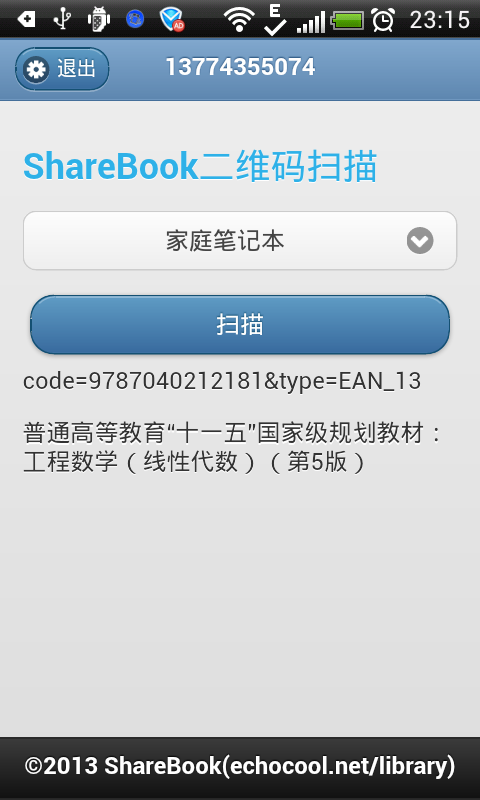 E 23:15
退出 13774355074
ShareBook二维码扫描
家庭笔记本
扫描
code=9787040212181&type=EAN_13
普通高等教育“十一五”国家级规划教材：
工程数学（线性代数）（第5版）
©2013 ShareBook(echocool.net/library)